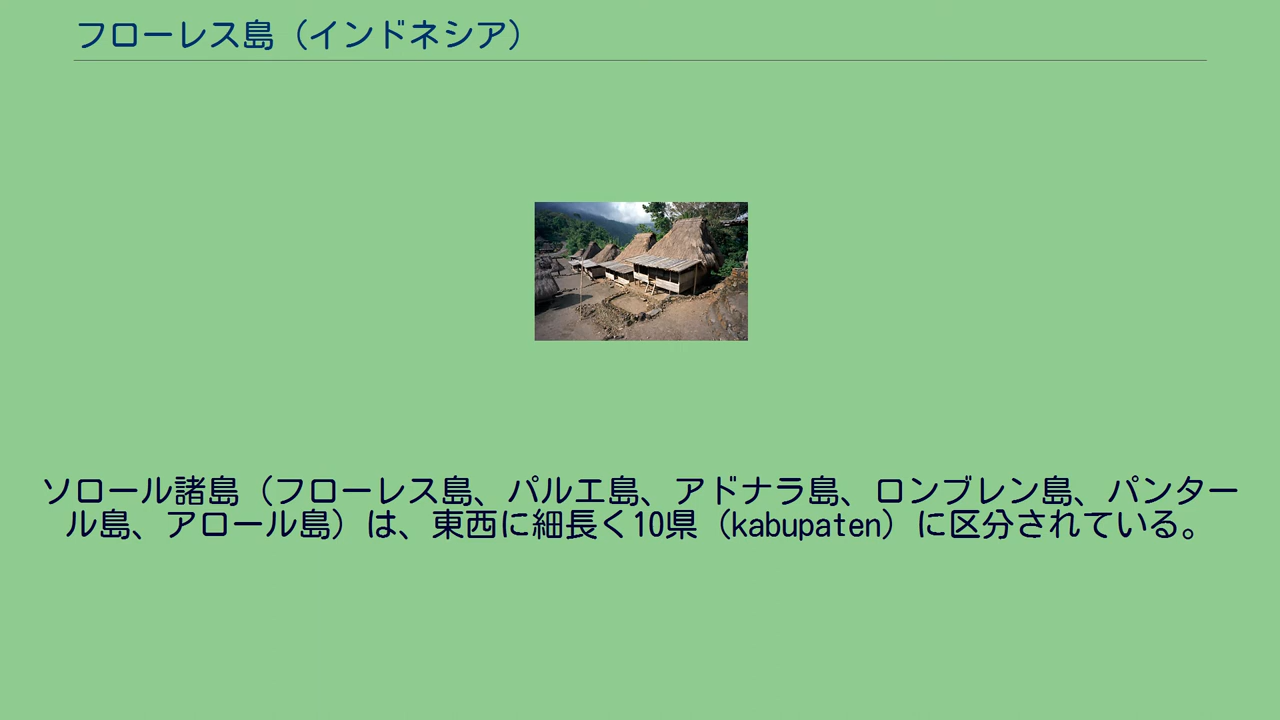 フローレス島（インドネシア）
ソロール諸島（フローレス島、パルエ島、アドナラ島、ロンブレン島、パンター
ル島、アロール島）は、東西に細長く10県（kabupaten）に区分されている。